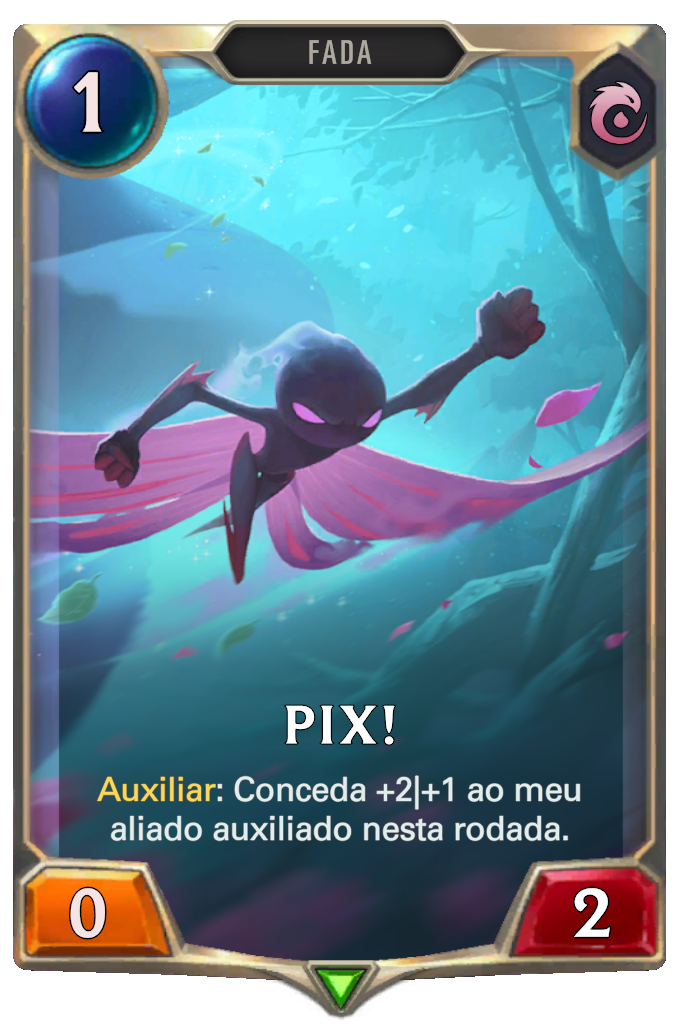 FADA
1
PIX!
Auxiliar: Conceda +2|+1 ao meu
aliado auxiliado nesta rodada.
0
2